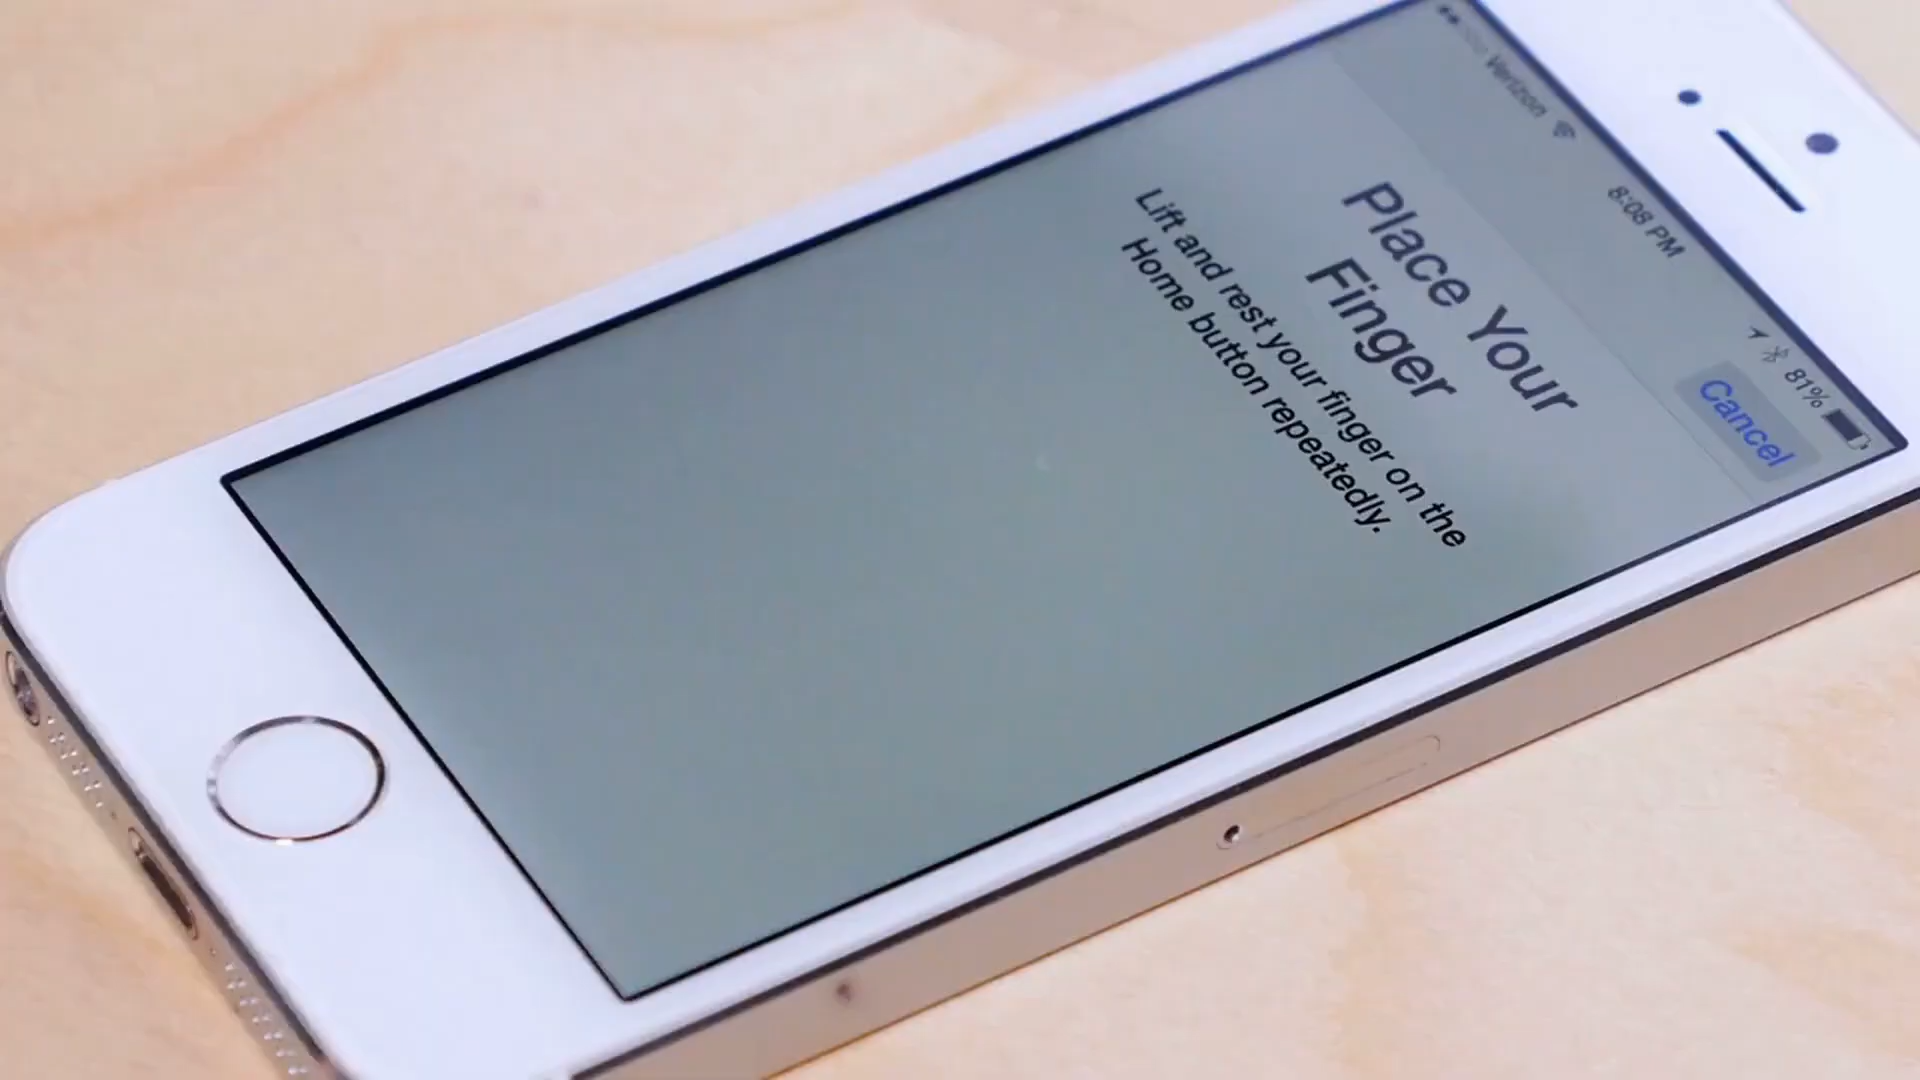 Verizon 8:08 PM 81%
Cancel
Place Your
Finger
Lift and rest your finger on the
Home button repeatedly.